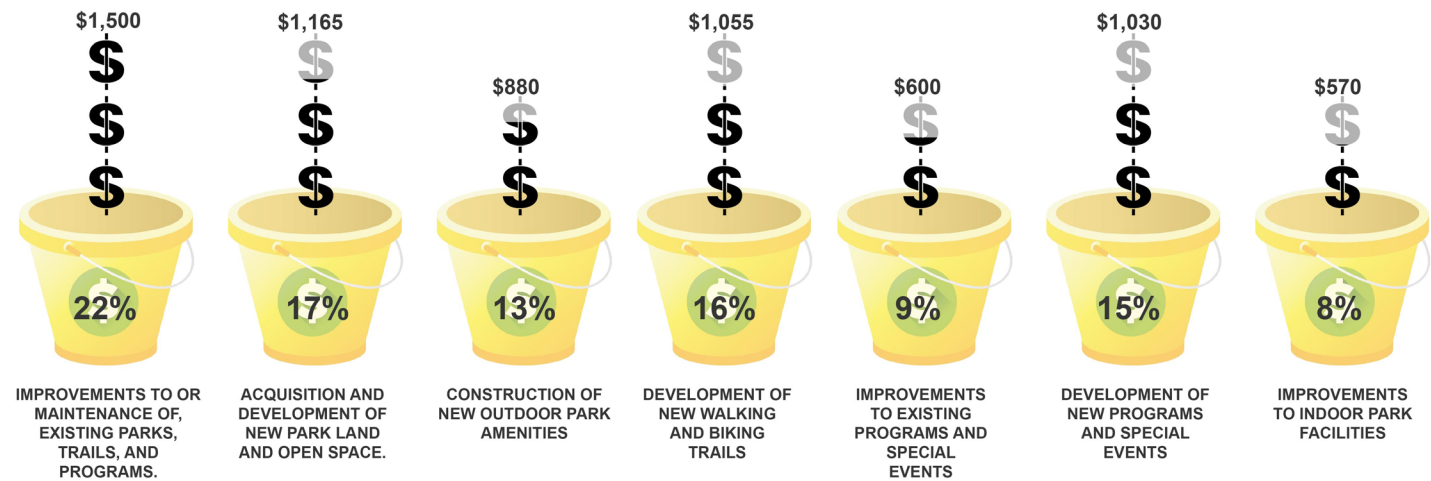 $1,500
$1,165
$880
$1,055
$600
$1,030
$570
22%
17%
13%
16%
9%
15%
8%
IMPROVEMENTS TO OR
MAINTENANCE OF,
EXISTING PARKS,
TRAILS, AND
PROGRAMS.
ACQUISITION AND
DEVELOPMENT OF
NEW PARK LAND
AND OPEN SPACE.
CONSTRUCTION OF
NEW OUTDOOR PARK
AMENITIES
DEVELOPMENT OF
NEW WALKING
AND BIKING
TRAILS
IMPROVEMENTS
TO EXISTING
PROGRAMS AND
SPECIAL
EVENTS
DEVELOPMENT OF
NEW PROGRAMS
AND SPECIAL
EVENTS
IMPROVEMENTS
TO INDOOR PARK
FACILITIES